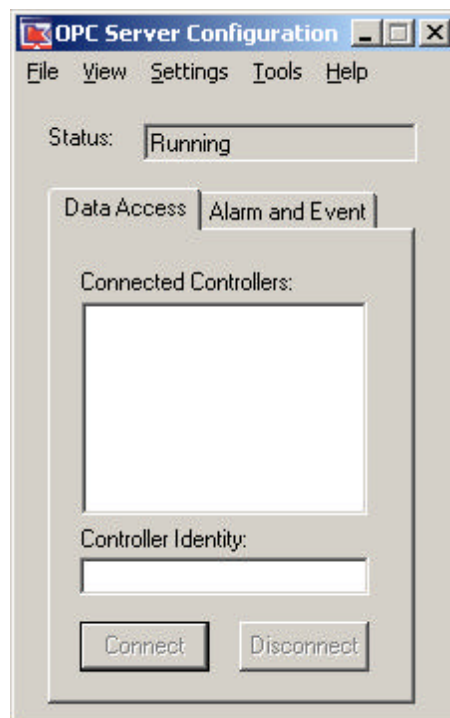 OPC Server Configuration
File View Settings Tools Help
Status: Running
Data Access Alarm and Event
Connected Controllers:
Controller Identity:
Connect Disconnect